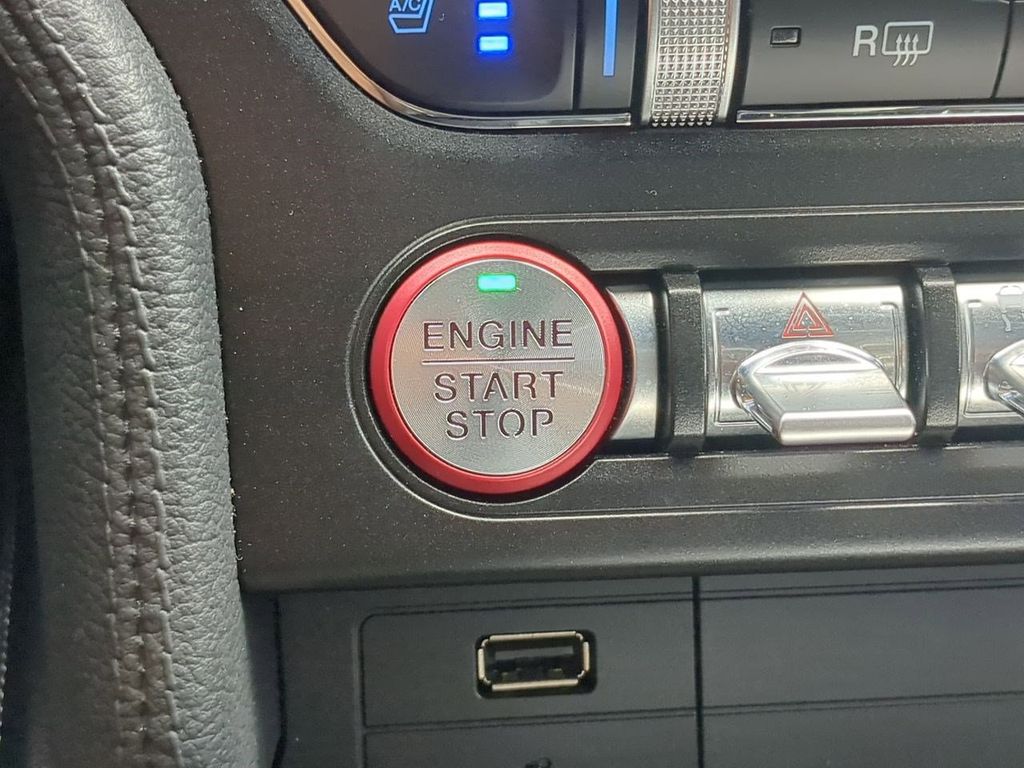 A/C
R
ENGINE
START
STOP